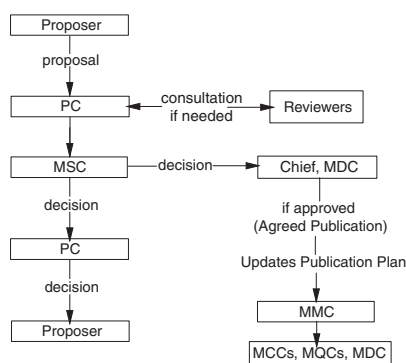 Proposer
proposal
PC
consultation
if needed
Reviewers
MSC
decision
Chief, MDC
decision
if approved
(Agreed Publication)
PC
Updates Publication Plan
decision
MMC
Proposer
MCCs, MQCs, MDC